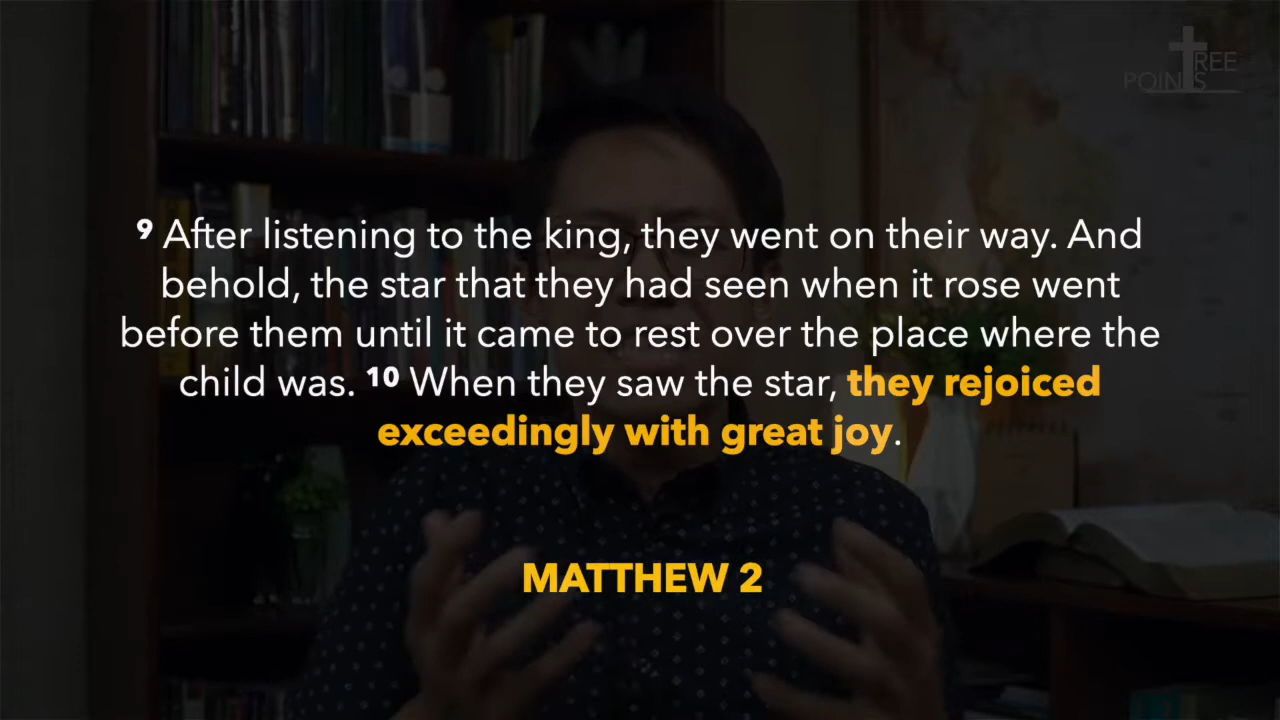 TREE
POINTS
⁹ After listening to the king, they went on their way. And
behold, the star that they had seen when it rose went
before them until it came to rest over the place where the
child was. ¹⁰ When they saw the star, they rejoiced
exceedingly with great joy.
MATTHEW 2